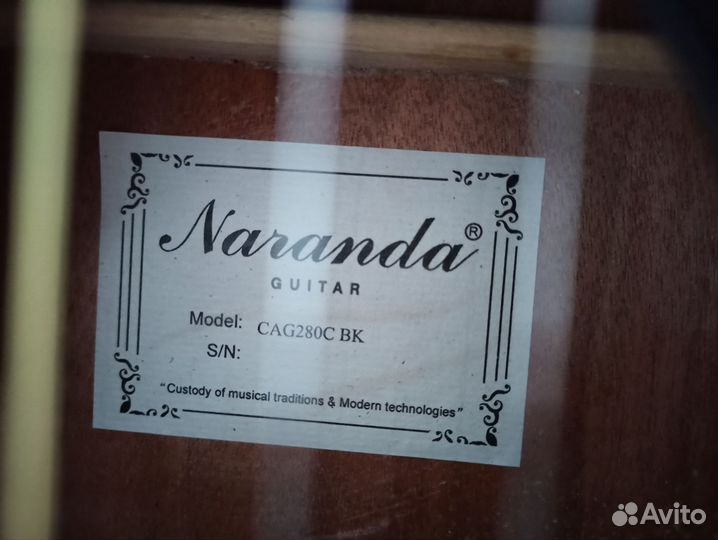 Naranda®
GUITAR
Model: CAG280C BK
S/N:
"Custody of musical traditions & Modern technologies"
Avito